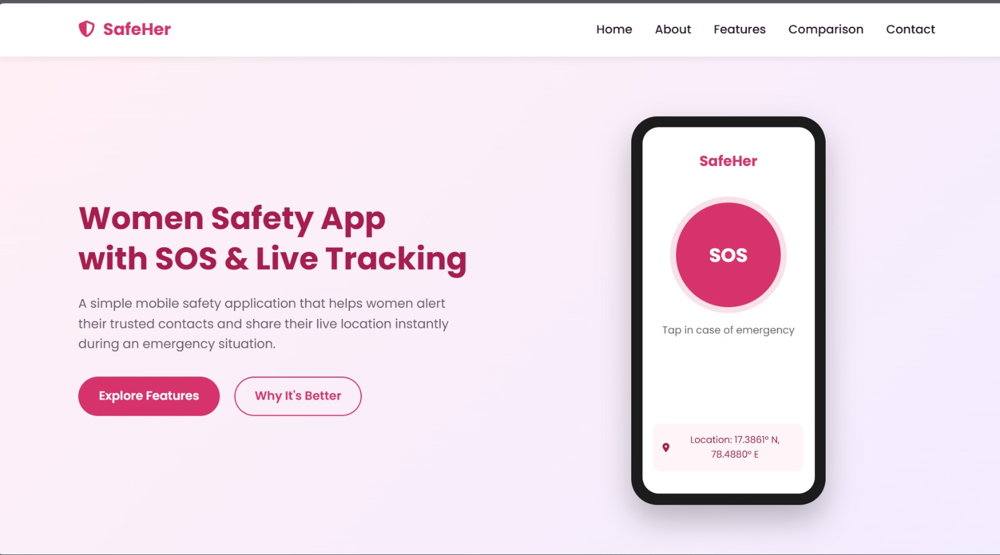 SafeHer
Home About Features Comparison Contact
Women Safety App
with SOS & Live Tracking
A simple mobile safety application that helps women alert
their trusted contacts and share their live location instantly
during an emergency situation.
Explore Features
Why It's Better
SafeHer
SOS
Tap in case of emergency
Location: 17.3861° N,
78.4880° E